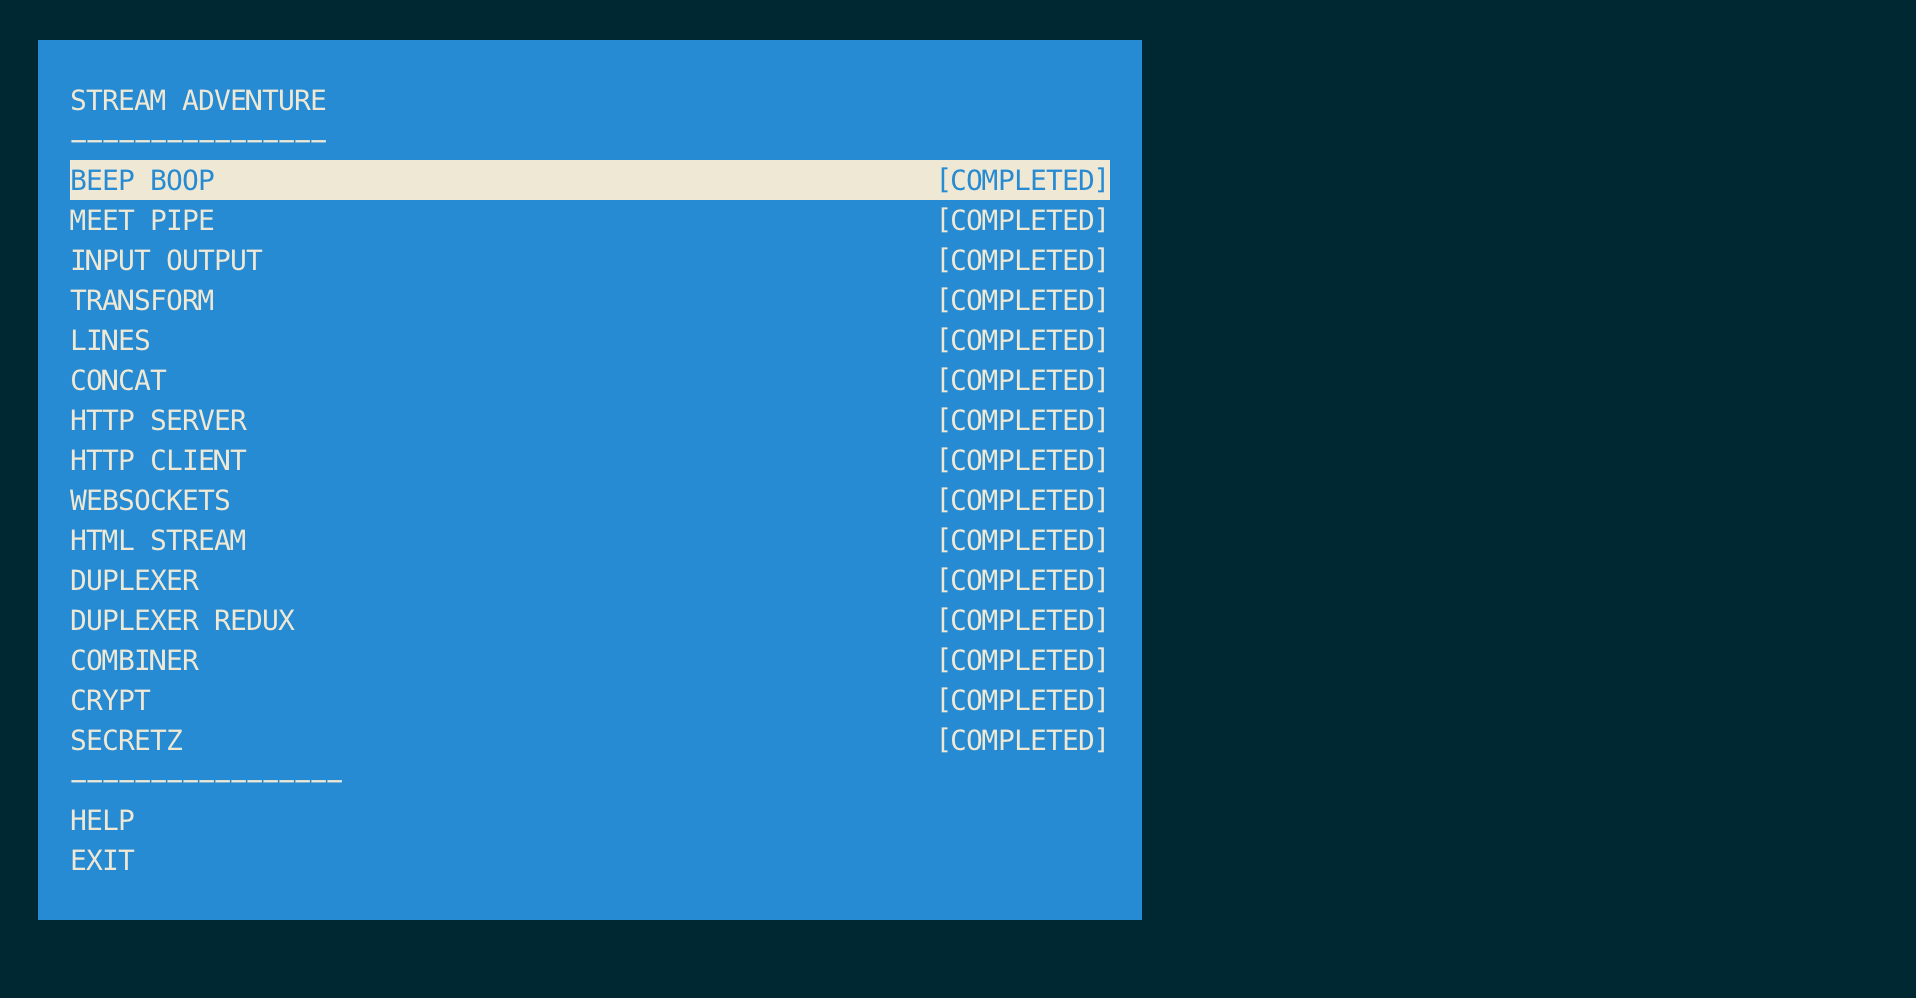 STREAM ADVENTURE
————————————————
BEEP BOOP [COMPLETED]
MEET PIPE [COMPLETED]
INPUT OUTPUT [COMPLETED]
TRANSFORM [COMPLETED]
LINES [COMPLETED]
CONCAT [COMPLETED]
HTTP SERVER [COMPLETED]
HTTP CLIENT [COMPLETED]
WEBSOCKETS [COMPLETED]
HTML STREAM [COMPLETED]
DUPLEXER [COMPLETED]
DUPLEXER REDUX [COMPLETED]
COMBINER [COMPLETED]
CRYPT [COMPLETED]
SECRETZ [COMPLETED]
—————————————————
HELP
EXIT